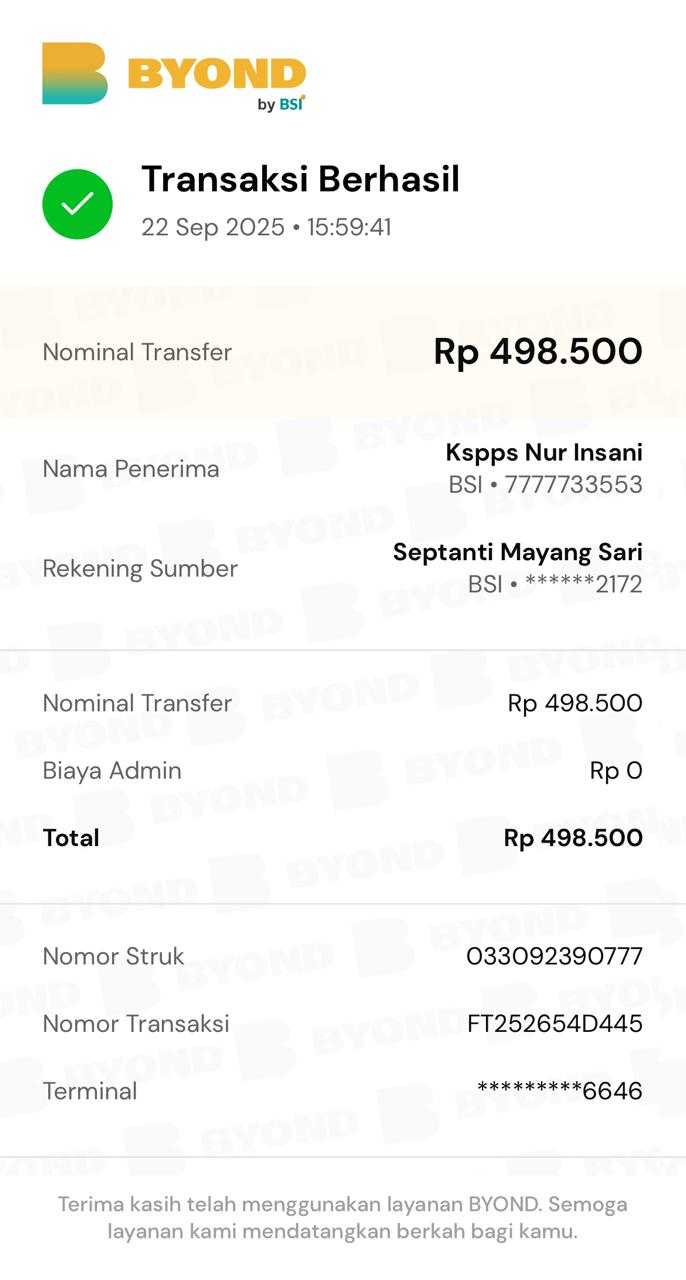 BYOND
by BSI
Transaksi Berhasil
22 Sep 2025 • 15:59:41
Nominal Transfer Rp 498.500
Nama Penerima Kspps Nur Insani
BSI • 7777733553
Rekening Sumber Septanti Mayang Sari
BSI • ******2172
Nominal Transfer Rp 498.500
Biaya Admin Rp 0
Total Rp 498.500
Nomor Struk 033092390777
Nomor Transaksi FT252654D445
Terminal *********6646
Terima kasih telah menggunakan layanan BYOND. Semoga
layanan kami mendatangkan berkah bagi kamu.